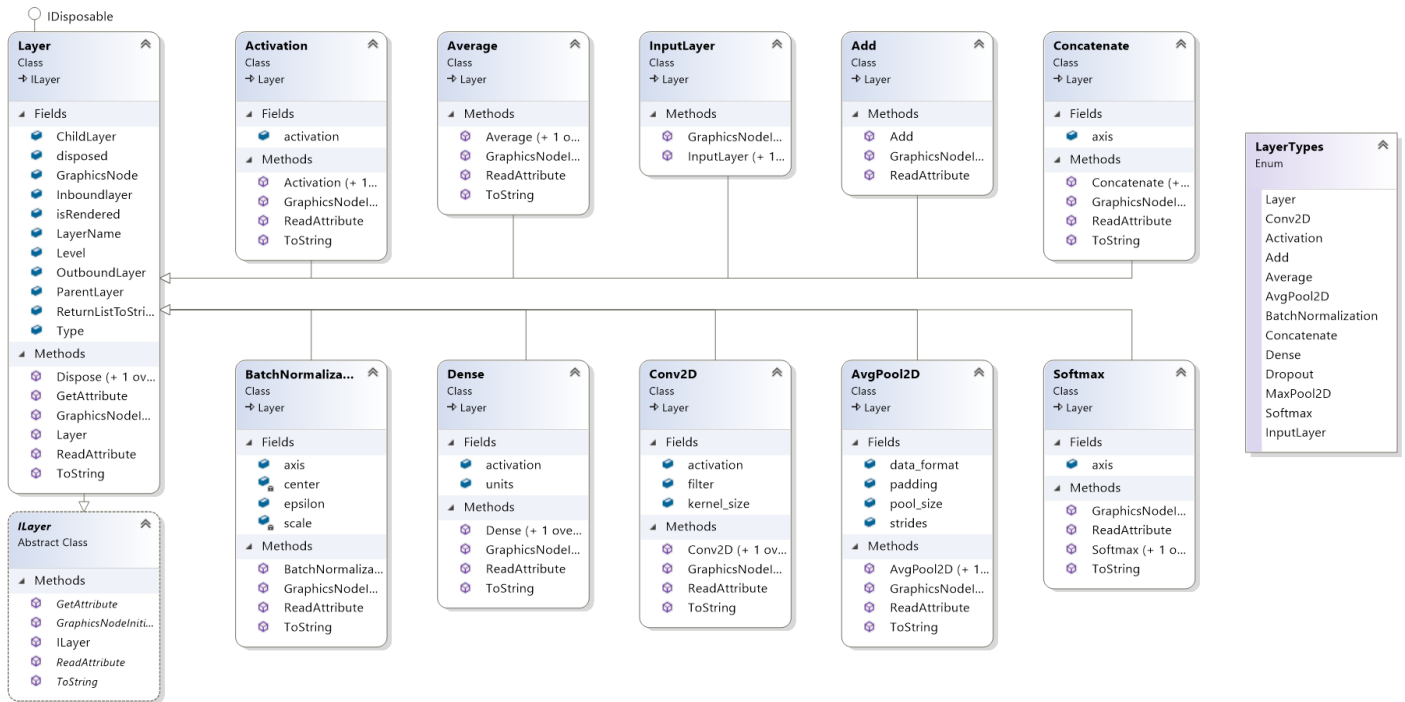 IDisposable
Layer
Class
ILayer
Fields
ChildLayer
disposed
GraphicsNode
Inboundlayer
isRendered
LayerName
Level
OutboundLayer
ParentLayer
ReturnListToStri...
Type
Methods
Dispose (+ 1 ov...
GetAttribute
GraphicsNodeI...
Layer
ReadAttribute
ToString
ILayer
Abstract Class
Methods
GetAttribute
GraphicsNodeIniti...
ILayer
ReadAttribute
ToString
Activation
Class
Layer
Fields
activation
Methods
Activation (+ 1...
GraphicsNodeI...
ReadAttribute
ToString
Average
Class
Layer
Methods
Average (+ 1 o...
GraphicsNodeI...
ReadAttribute
ToString
InputLayer
Class
Layer
Methods
GraphicsNodeI...
InputLayer (+ 1...
Add
Class
Layer
Methods
Add
GraphicsNodeI...
ReadAttribute
Concatenate
Class
Layer
Fields
axis
Methods
Concatenate (+...
GraphicsNodeI...
ReadAttribute
ToString
BatchNormaliza...
Class
Layer
Fields
axis
center
epsilon
scale
Methods
BatchNormaliza...
GraphicsNodeI...
ReadAttribute
ToString
Dense
Class
Layer
Fields
activation
units
Methods
Dense (+ 1 ove...
GraphicsNodeI...
ReadAttribute
ToString
Conv2D
Class
Layer
Fields
activation
filter
kernel_size
Methods
Conv2D (+ 1 ov...
GraphicsNodeI...
ReadAttribute
ToString
AvgPool2D
Class
Layer
Fields
data_format
padding
pool_size
strides
Methods
AvgPool2D (+ 1...
GraphicsNodeI...
ReadAttribute
ToString
Softmax
Class
Layer
Fields
axis
Methods
GraphicsNodeI...
ReadAttribute
Softmax (+ 1 o...
ToString
LayerTypes
Enum
Layer
Conv2D
Activation
Add
Average
AvgPool2D
BatchNormalization
Concatenate
Dense
Dropout
MaxPool2D
Softmax
InputLayer